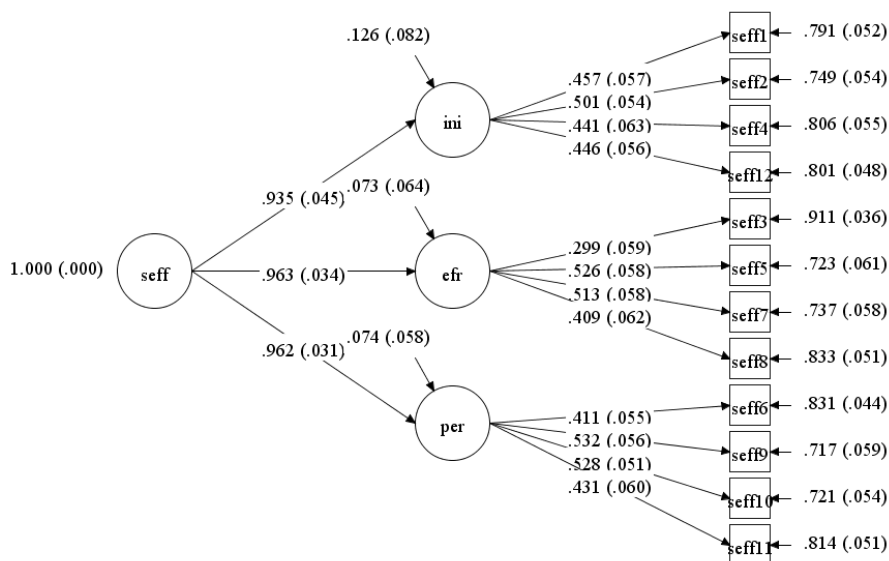 .126 (.082)
ini
.457 (.057)
.501 (.054)
.441 (.063)
.446 (.056)
seff1
.791 (.052)
seff2
.749 (.054)
seff4
.806 (.055)
seff12
.801 (.048)
.935 (.045)
.073 (.064)
1.000 (.000)
seff
.963 (.034)
efr
.299 (.059)
.526 (.058)
.513 (.058)
.409 (.062)
seff3
.911 (.036)
seff5
.723 (.061)
seff7
.737 (.058)
seff8
.833 (.051)
.962 (.031)
.074 (.058)
per
.411 (.055)
.532 (.056)
.528 (.051)
.431 (.060)
seff6
.831 (.044)
seff9
.717 (.059)
seff10
.721 (.054)
seff11
.814 (.051)